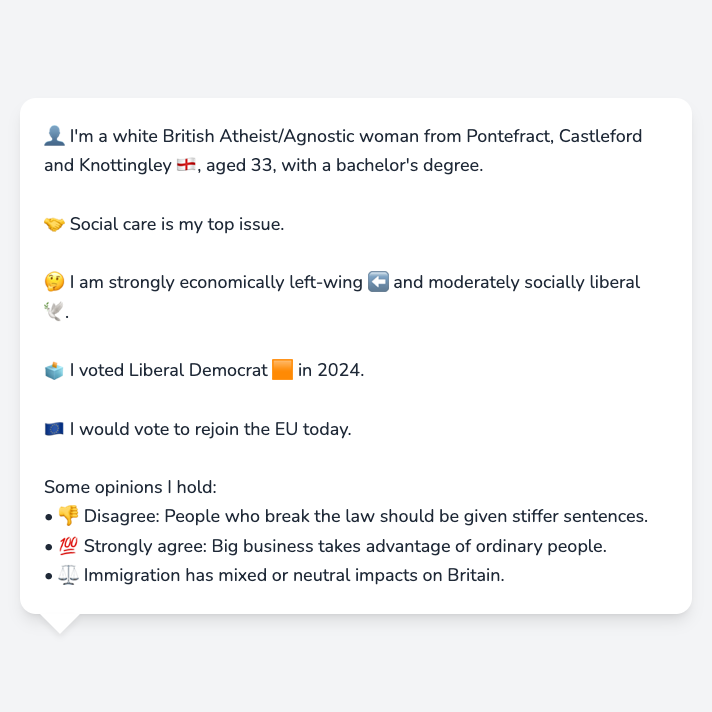 👤 I'm a white British Atheist/Agnostic woman from Pontefract, Castleford
and Knottingley 🏴󠁧󠁢󠁥󠁮󠁧󠁿, aged 33, with a bachelor's degree.
🤝 Social care is my top issue.
🤔 I am strongly economically left-wing ⬅️ and moderately socially liberal
🕊️.
🗳️ I voted Liberal Democrat 🟧 in 2024.
🇪🇺 I would vote to rejoin the EU today.
Some opinions I hold:
• 👎 Disagree: People who break the law should be given stiffer sentences.
• 💯 Strongly agree: Big business takes advantage of ordinary people.
• ⚖️ Immigration has mixed or neutral impacts on Britain.